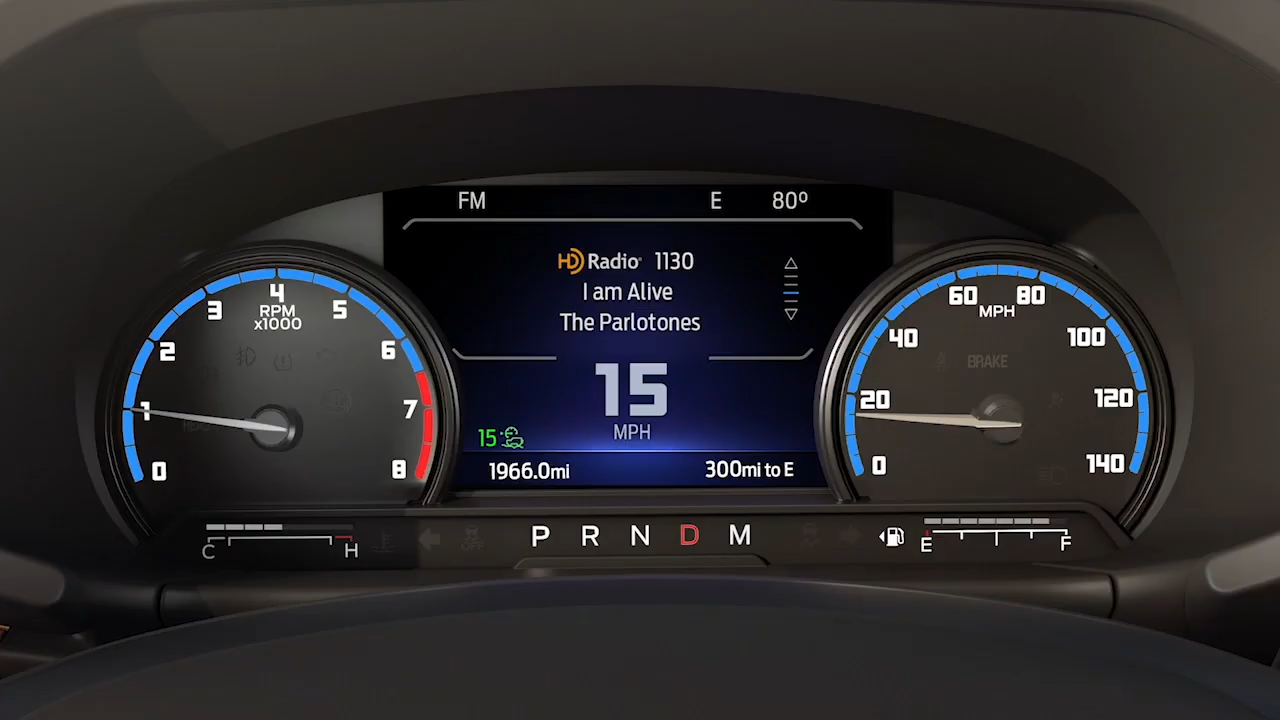 FM E 80º
HD Radio 1130
I am Alive
The Parlotones
15
MPH
15
1966.0mi 300mi to E
0 1 2 3 4 5 6 7 8
RPM
x1000
0 20 40 60 80 100 120 140
MPH
BRAKE
C H
OFF
P R N D M
E F